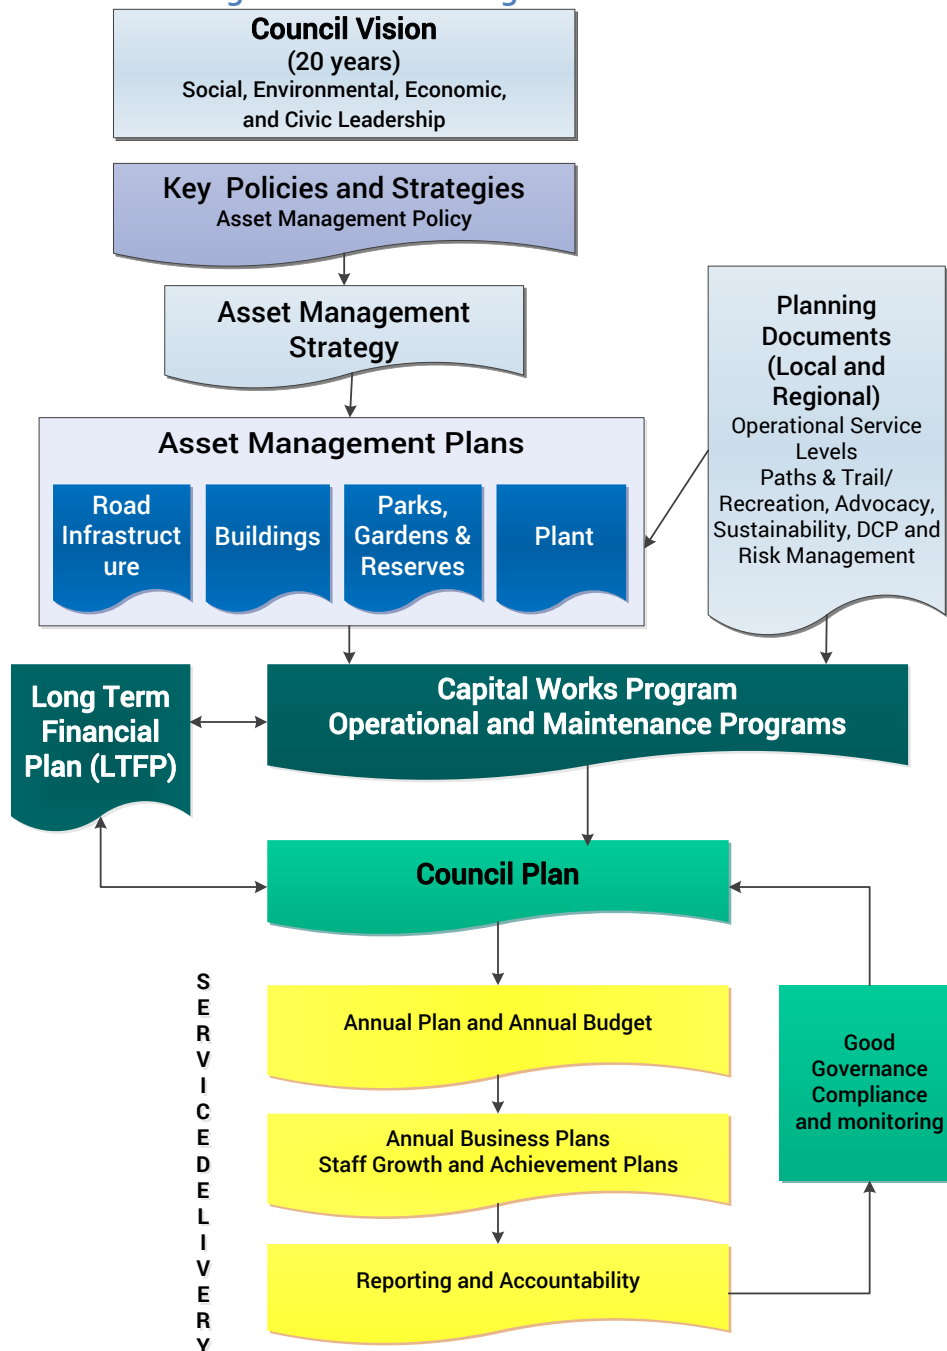 Council Vision
(20 years)
Social, Environmental, Economic,
and Civic Leadership
Key Policies and Strategies
Asset Management Policy
Asset Management
Strategy
Planning
Documents
(Local and
Regional)
Operational Service
Levels
Paths & Trail/
Recreation, Advocacy,
Sustainability, DCP and
Risk Management
Asset Management Plans
Road
Infrastruct
ure
Buildings
Parks,
Gardens &
Reserves
Plant
Long Term
Financial
Plan (LTFP)
Capital Works Program
Operational and Maintenance Programs
Council Plan
S
E
R
V
I
C
E
D
E
L
I
V
E
R
Y
Annual Plan and Annual Budget
Annual Business Plans
Staff Growth and Achievement Plans
Reporting and Accountability
Good
Governance
Compliance
and monitoring